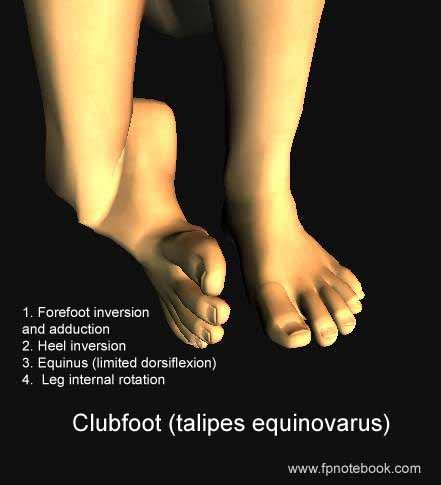 1. Forefoot inversion
and adduction
2. Heel inversion
3. Equinus (limited dorsiflexion)
4. Leg internal rotation
Clubfoot (talipes equinovarus)
www.fpnotebook.com